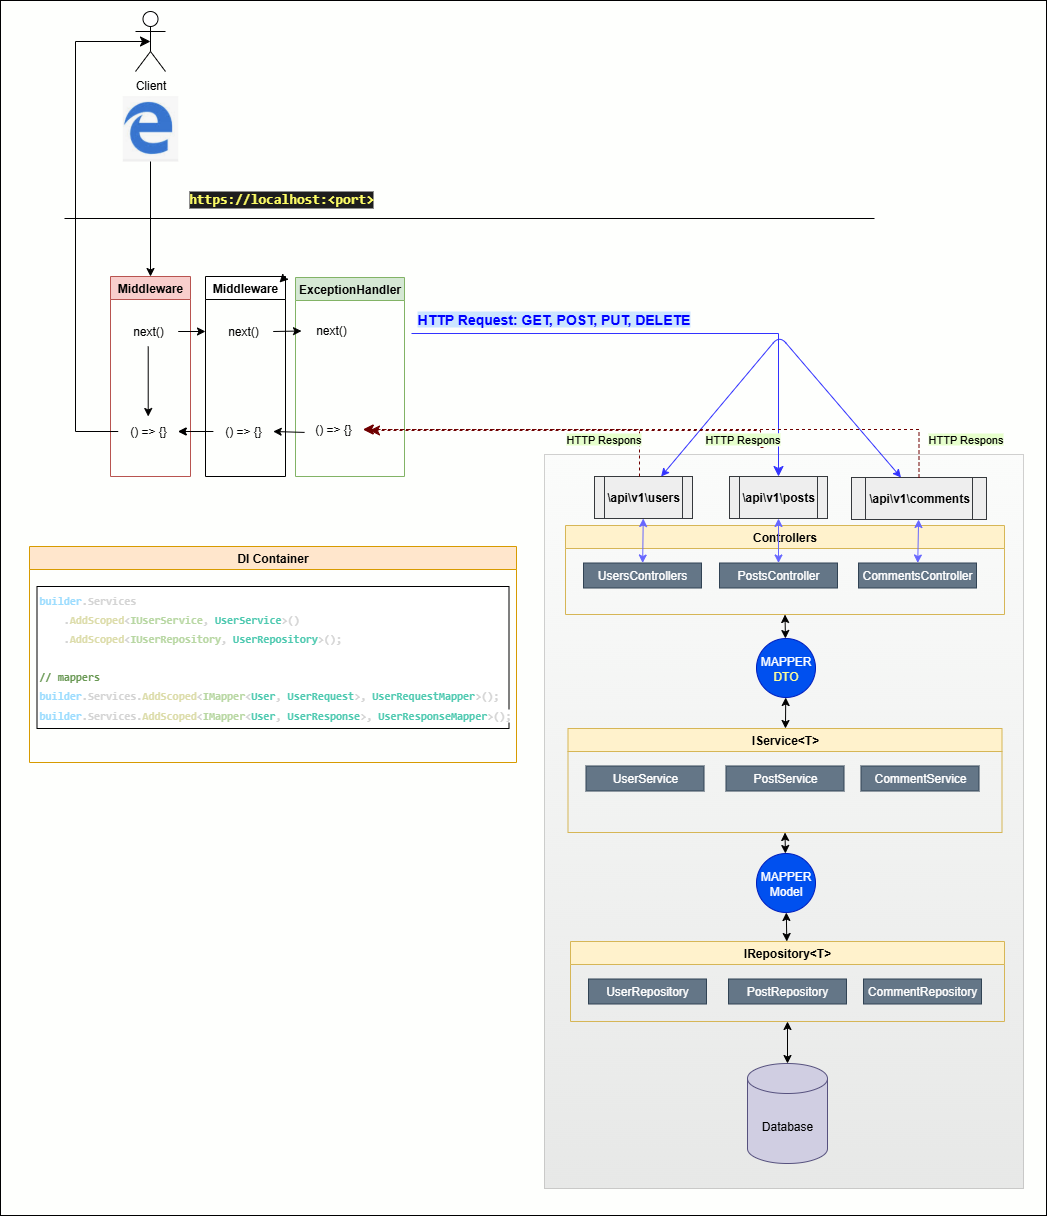 Client
https://localhost:<port>
Middleware
Middleware
ExceptionHandler
next()
next()
next()
() => {}
() => {}
() => {}
HTTP Request: GET, POST, PUT, DELETE
HTTP Respons
HTTP Respons
HTTP Respons
\api\v1\users
\api\v1\posts
\api\v1\comments
Controllers
UsersControllers
PostsController
CommentsController
DI Container
builder.Services
.AddScoped<IUserService, UserService>()
.AddScoped<IUserRepository, UserRepository>();
// mappers
builder.Services.AddScoped<IMapper<User, UserRequest>, UserRequestMapper>();
builder.Services.AddScoped<IMapper<User, UserResponse>, UserResponseMapper>();
MAPPER
DTO
IService<T>
UserService
PostService
CommentService
MAPPER
Model
IRepository<T>
UserRepository
PostRepository
CommentRepository
Database